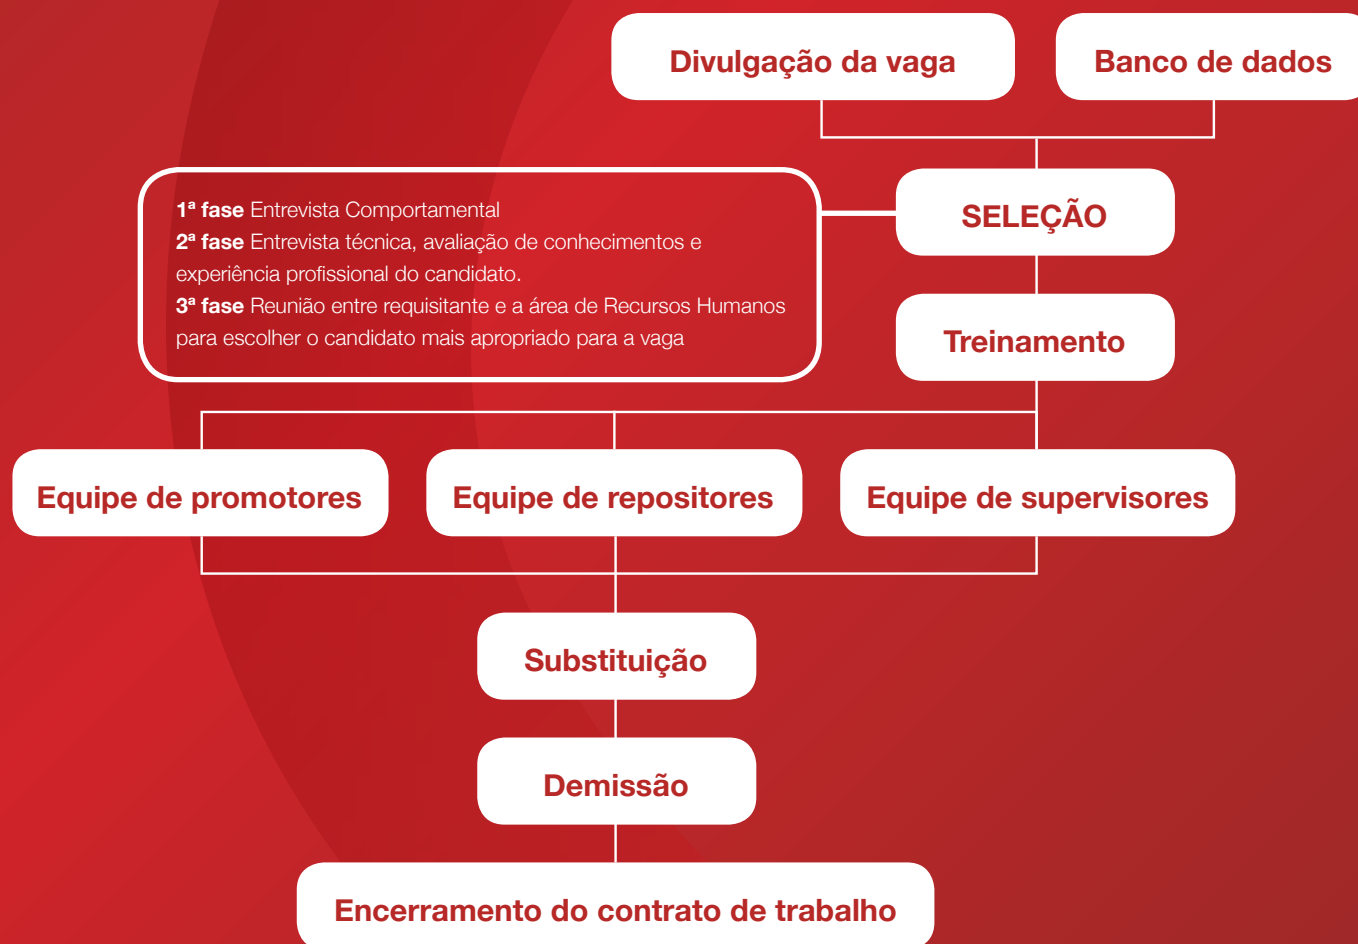 Divulgação da vaga
Banco de dados
SELEÇÃO
1ª fase Entrevista Comportamental
2ª fase Entrevista técnica, avaliação de conhecimentos e
experiência profissional do candidato.
3ª fase Reunião entre requisitante e a área de Recursos Humanos
para escolher o candidato mais apropriado para a vaga
Treinamento
Equipe de promotores
Equipe de repositores
Equipe de supervisores
Substituição
Demissão
Encerramento do contrato de trabalho